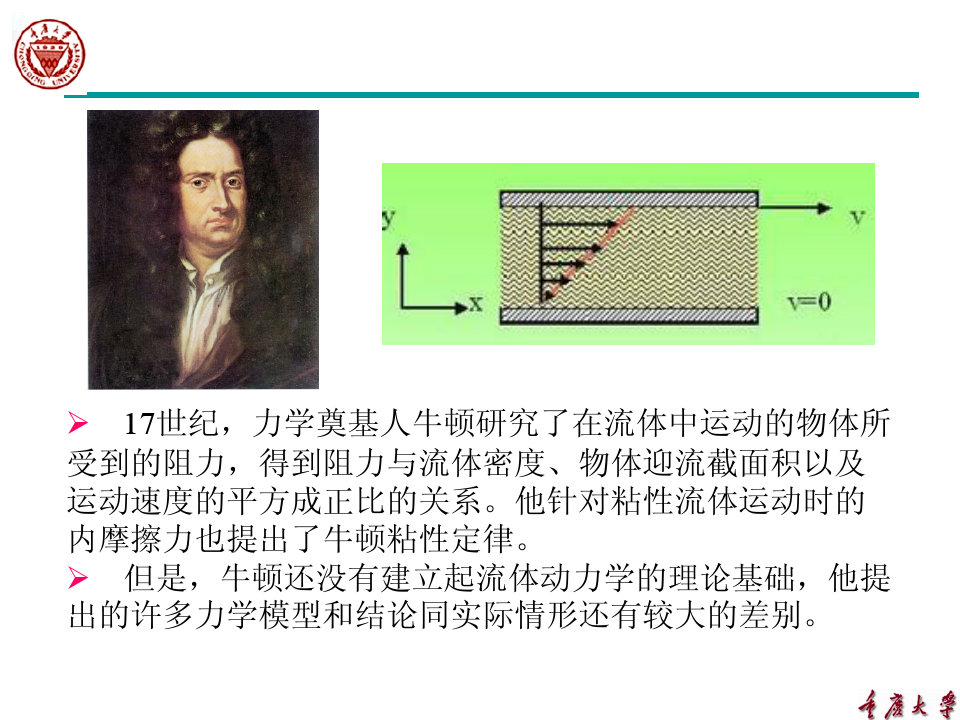 CHONGQING UNIVERSITY
1929
y
v
x
v=0
➢ 17世纪，力学奠基人牛顿研究了在流体中运动的物体所
受到的阻力，得到阻力与流体密度、物体迎流截面积以及
运动速度的平方成正比的关系。他针对粘性流体运动时的
内摩擦力也提出了牛顿粘性定律。
➢ 但是，牛顿还没有建立起流体动力学的理论基础，他提
出的许多力学模型和结论同实际情形还有较大的差别。
重庆大学